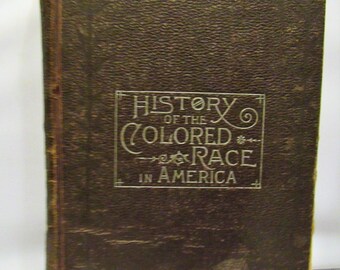 HISTORY
OF THE
COLORED
RACE
IN AMERICA